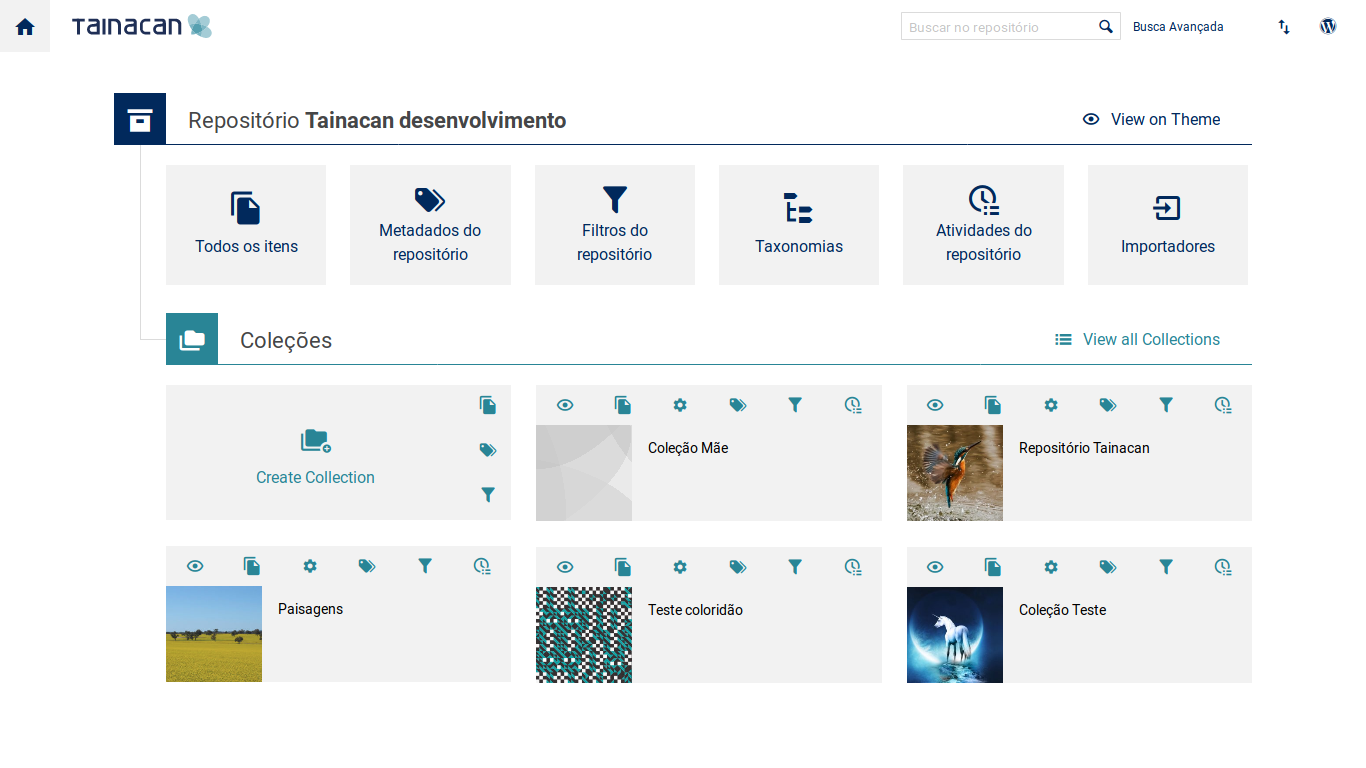 TAINACAN
Buscar no repositório
Busca Avançada
Repositório Tainacan desenvolvimento
View on Theme
Todos os itens
Metadados do
repositório
Filtros do
repositório
Taxonomias
Atividades do
repositório
Importadores
Coleções
View all Collections
Create Collection
Coleção Mãe
Repositório Tainacan
Paisagens
Teste coloridão
Coleção Teste